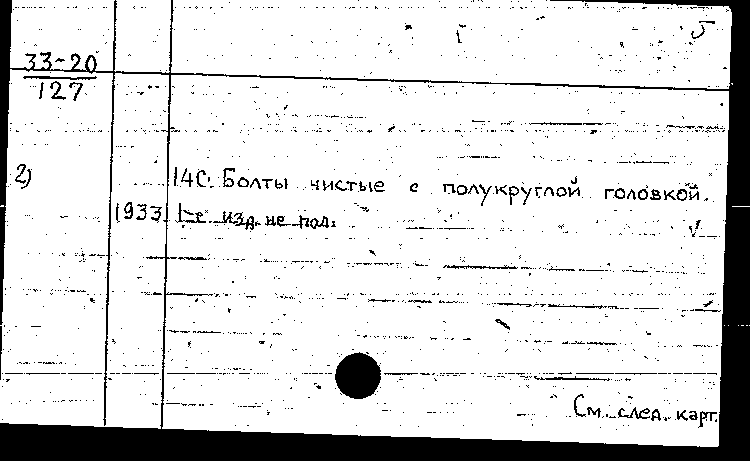 5
33-20
127
2) 14С. Болты чистые с полукруглой головкой.
1933 1-е изд. не пол.
См. след. карт.